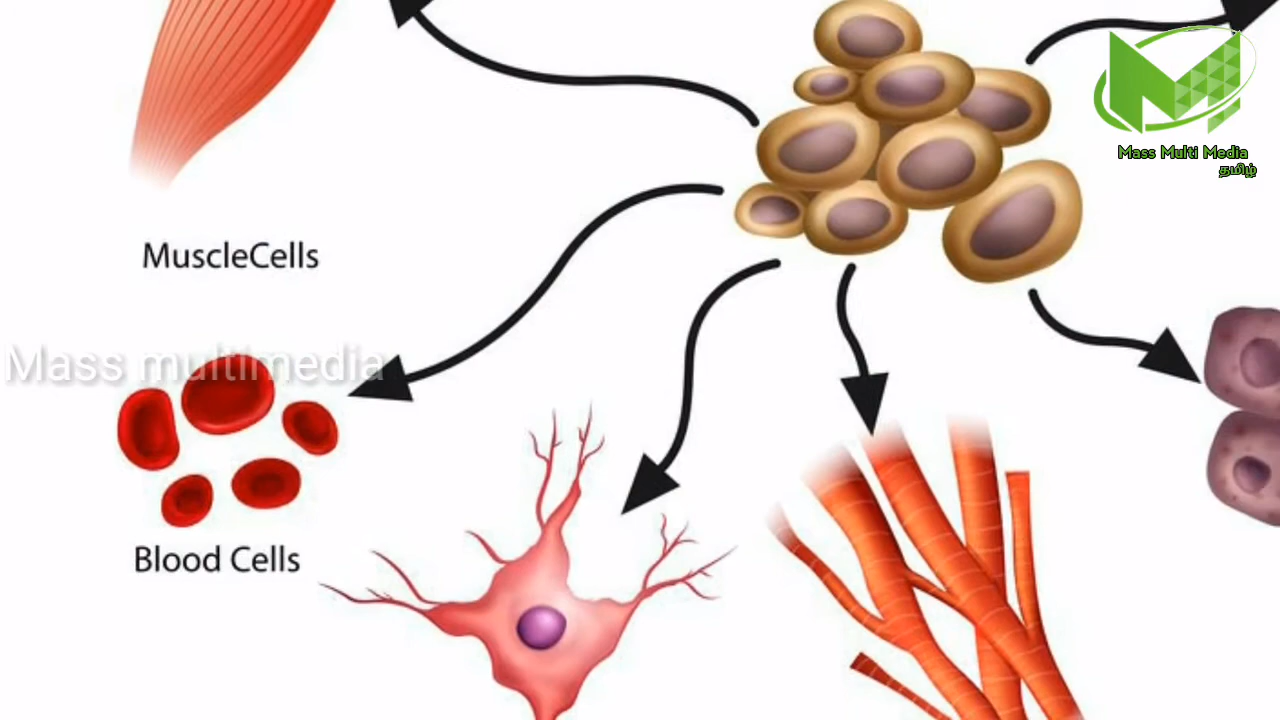 Mass Multi Media
தமிழ்
MuscleCells
Mass multimedia
Blood Cells